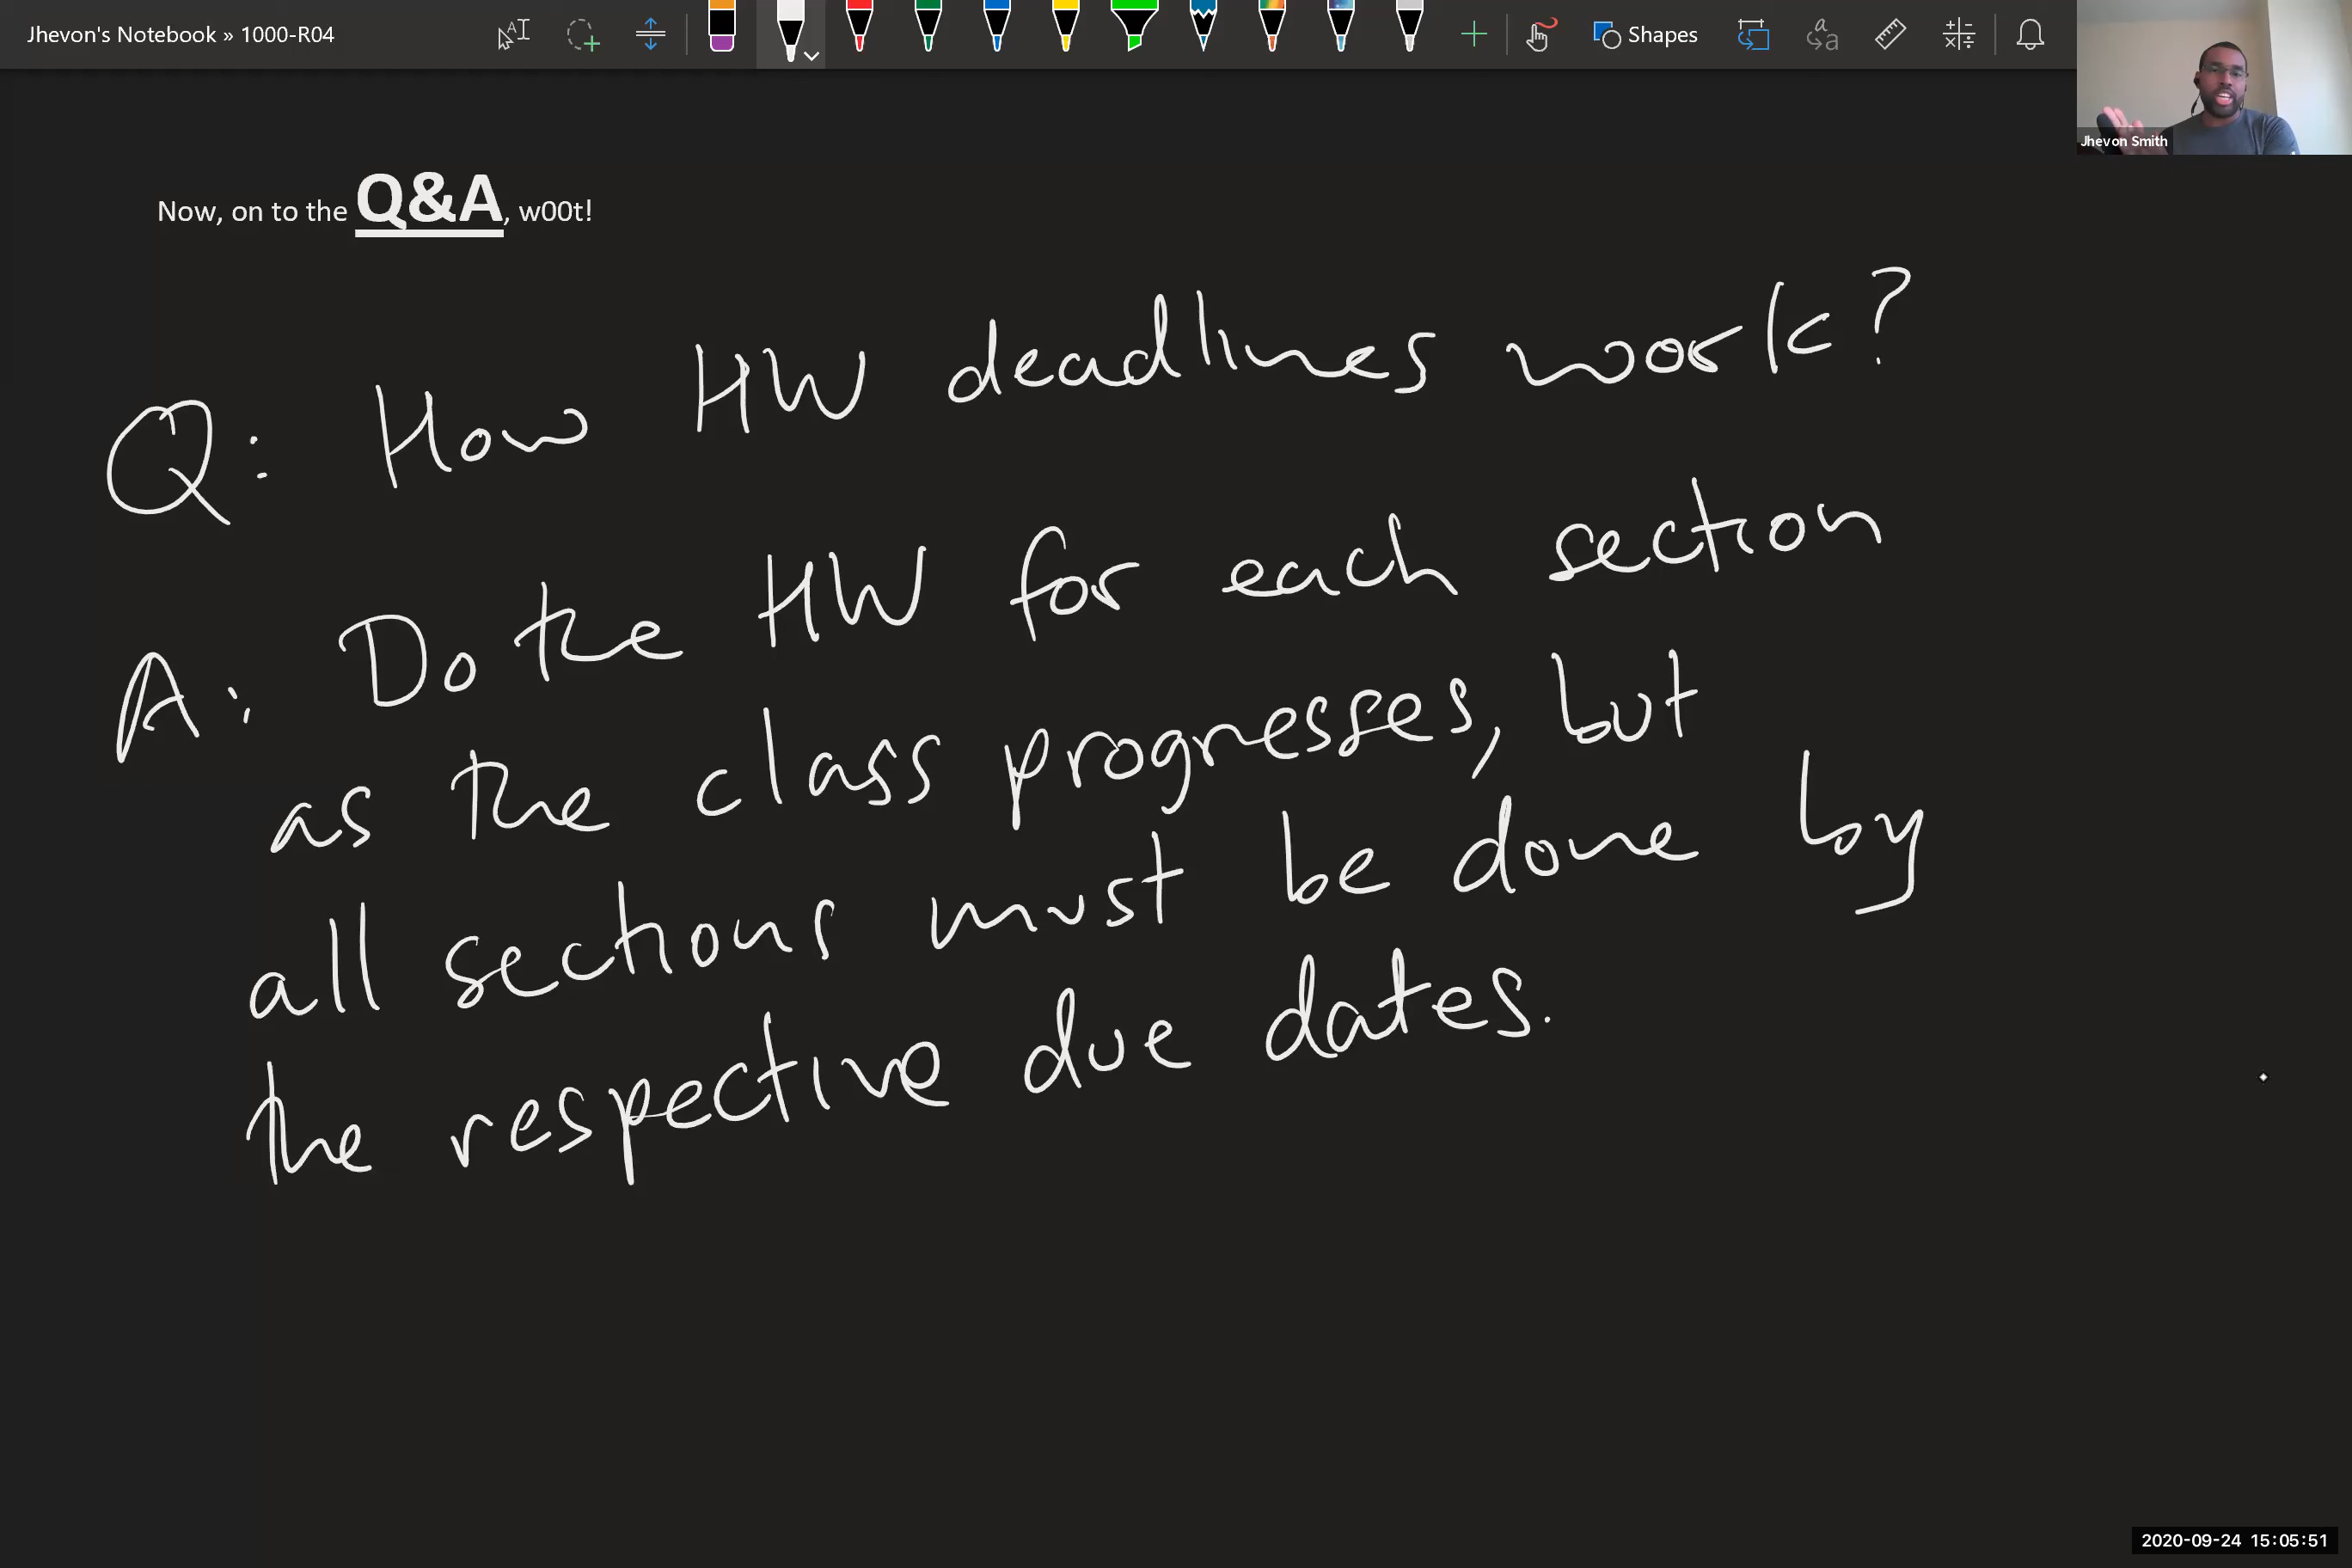 Jhevon's Notebook » 1000-R04
Shapes
Jhevon Smith
Now, on to the Q&A, w00t!
Q: How HW deadlines work?
A: Do the HW for each section
as the class progresses, but
all sections must be done by
the respective due dates.
2020-09-24 15:05:51